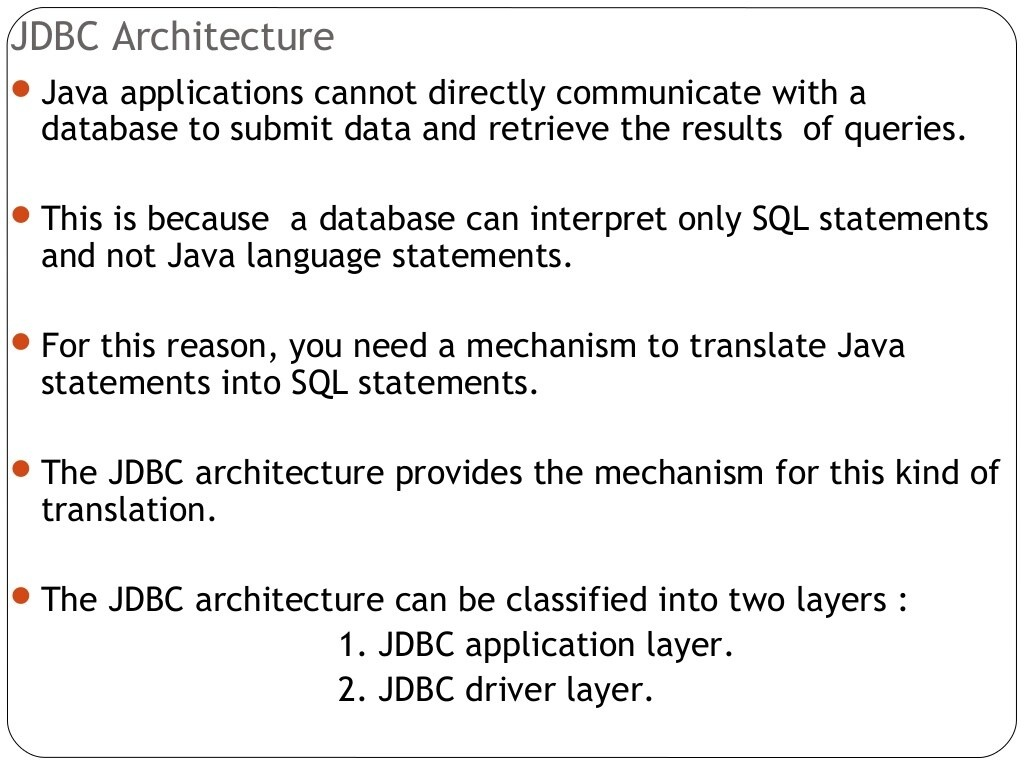 JDBC Architecture
Java applications cannot directly communicate with a
database to submit data and retrieve the results  of queries.
This is because  a database can interpret only SQL statements
and not Java language statements.
For this reason, you need a mechanism to translate Java
statements into SQL statements.
The JDBC architecture provides the mechanism for this kind of
translation.
The JDBC architecture can be classified into two layers :
1. JDBC application layer.
2. JDBC driver layer.